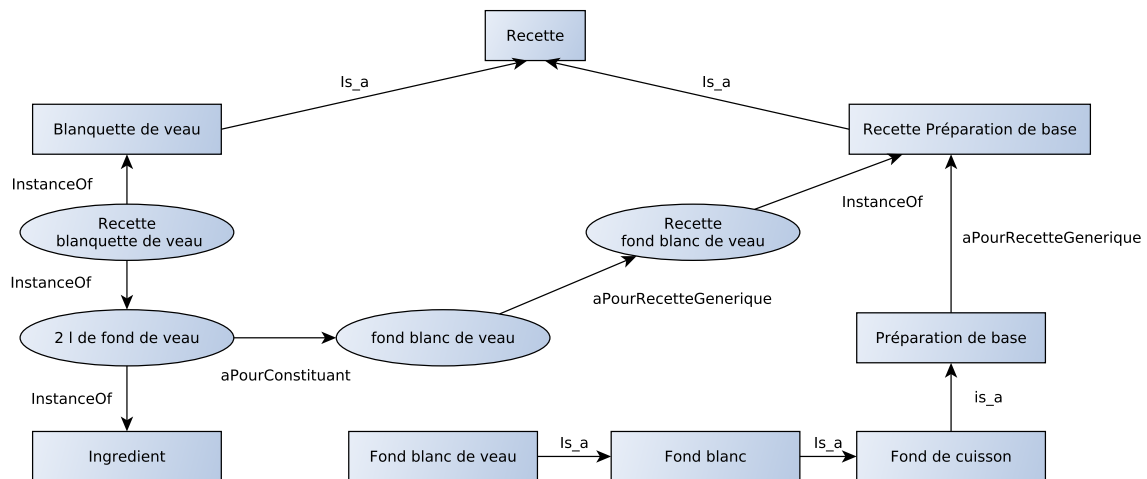 Recette
Is_a
Is_a
Blanquette de veau
Recette Préparation de base
InstanceOf
InstanceOf
Recette
blanquette de veau
Recette
fond blanc de veau
aPourRecetteGenerique
InstanceOf
aPourRecetteGenerique
2 l de fond de veau
fond blanc de veau
Préparation de base
aPourConstituant
InstanceOf
is_a
Ingredient
Fond blanc de veau
Is_a
Fond blanc
Is_a
Fond de cuisson